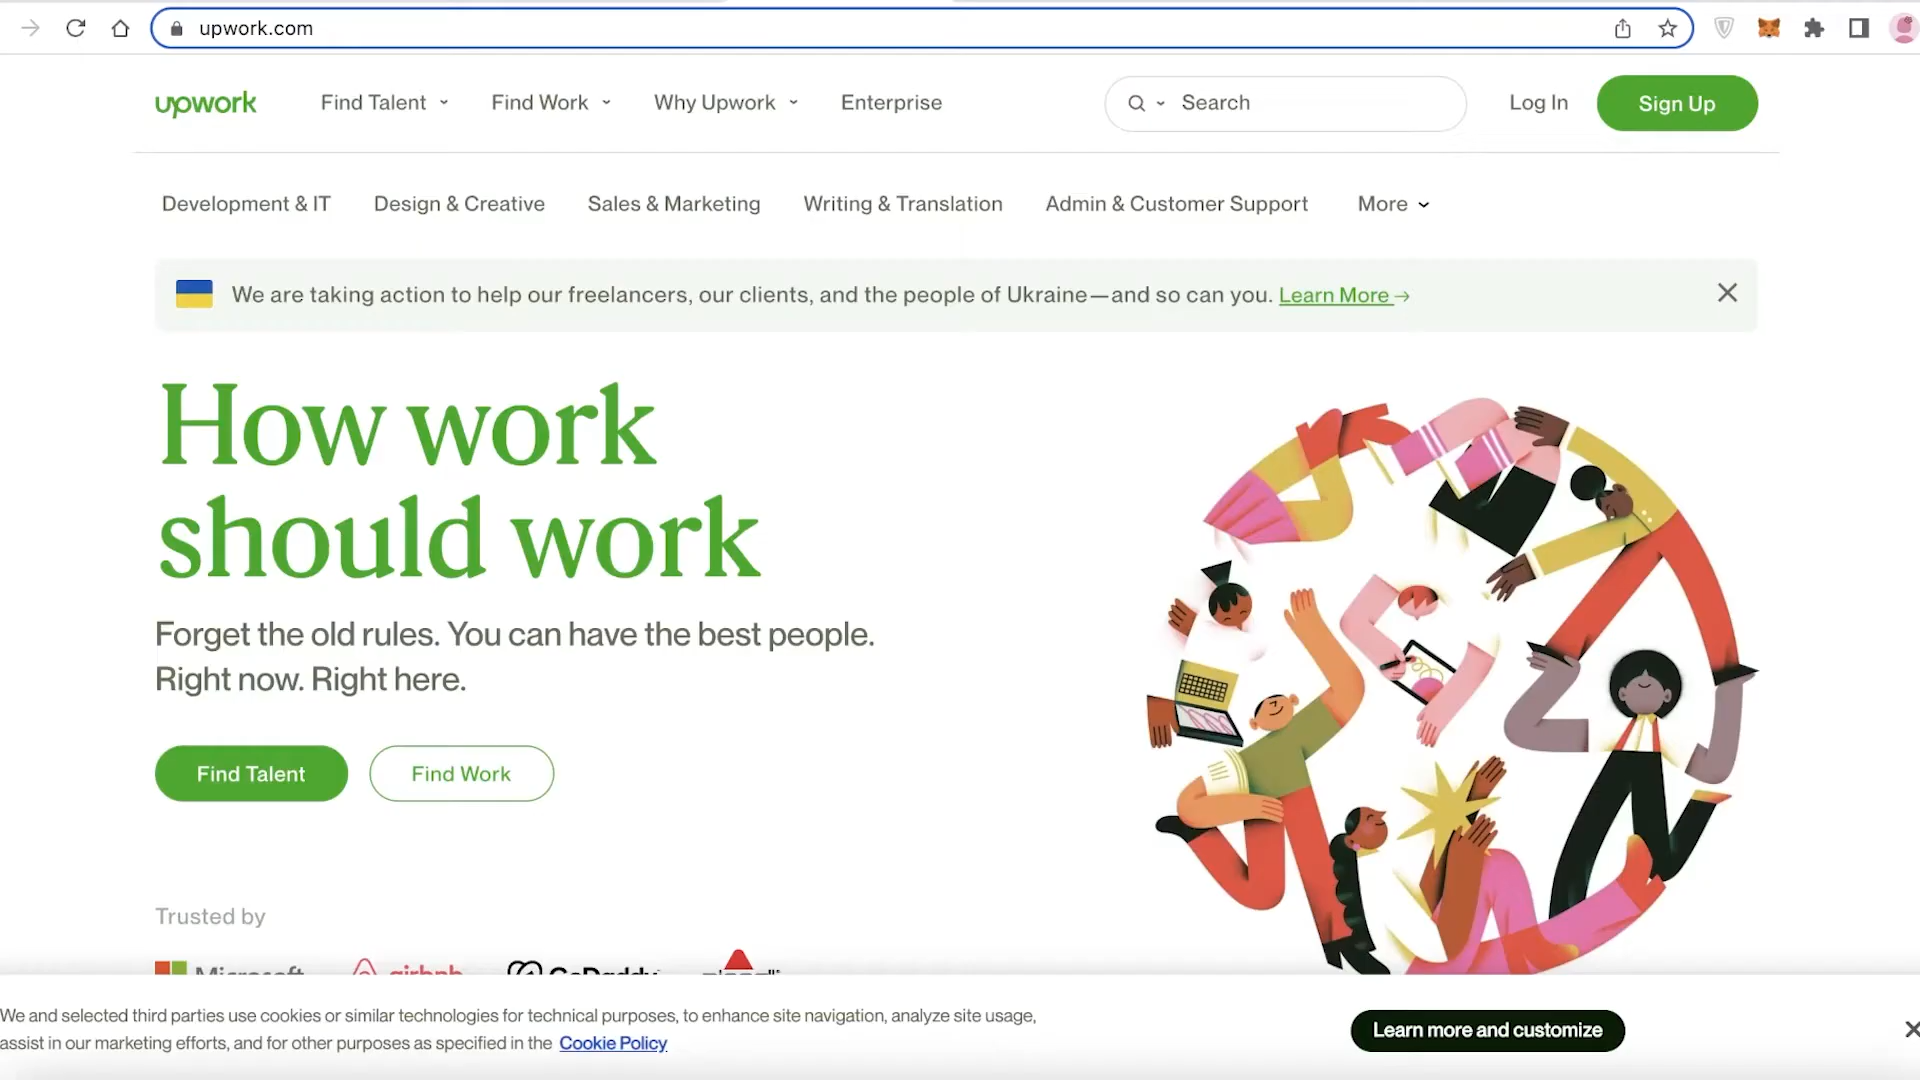 upwork.com
upwork
Find Talent
Find Work
Why Upwork
Enterprise
Search
Log In
Sign Up
Development & IT
Design & Creative
Sales & Marketing
Writing & Translation
Admin & Customer Support
More
We are taking action to help our freelancers, our clients, and the people of Ukraine—and so can you. Learn More →
How work
should work
Forget the old rules. You can have the best people.
Right now. Right here.
Find Talent
Find Work
Trusted by
Microsoft
airbnb
GoDaddy
We and selected third parties use cookies or similar technologies for technical purposes, to enhance site navigation, analyze site usage,
assist in our marketing efforts, and for other purposes as specified in the Cookie Policy
Learn more and customize